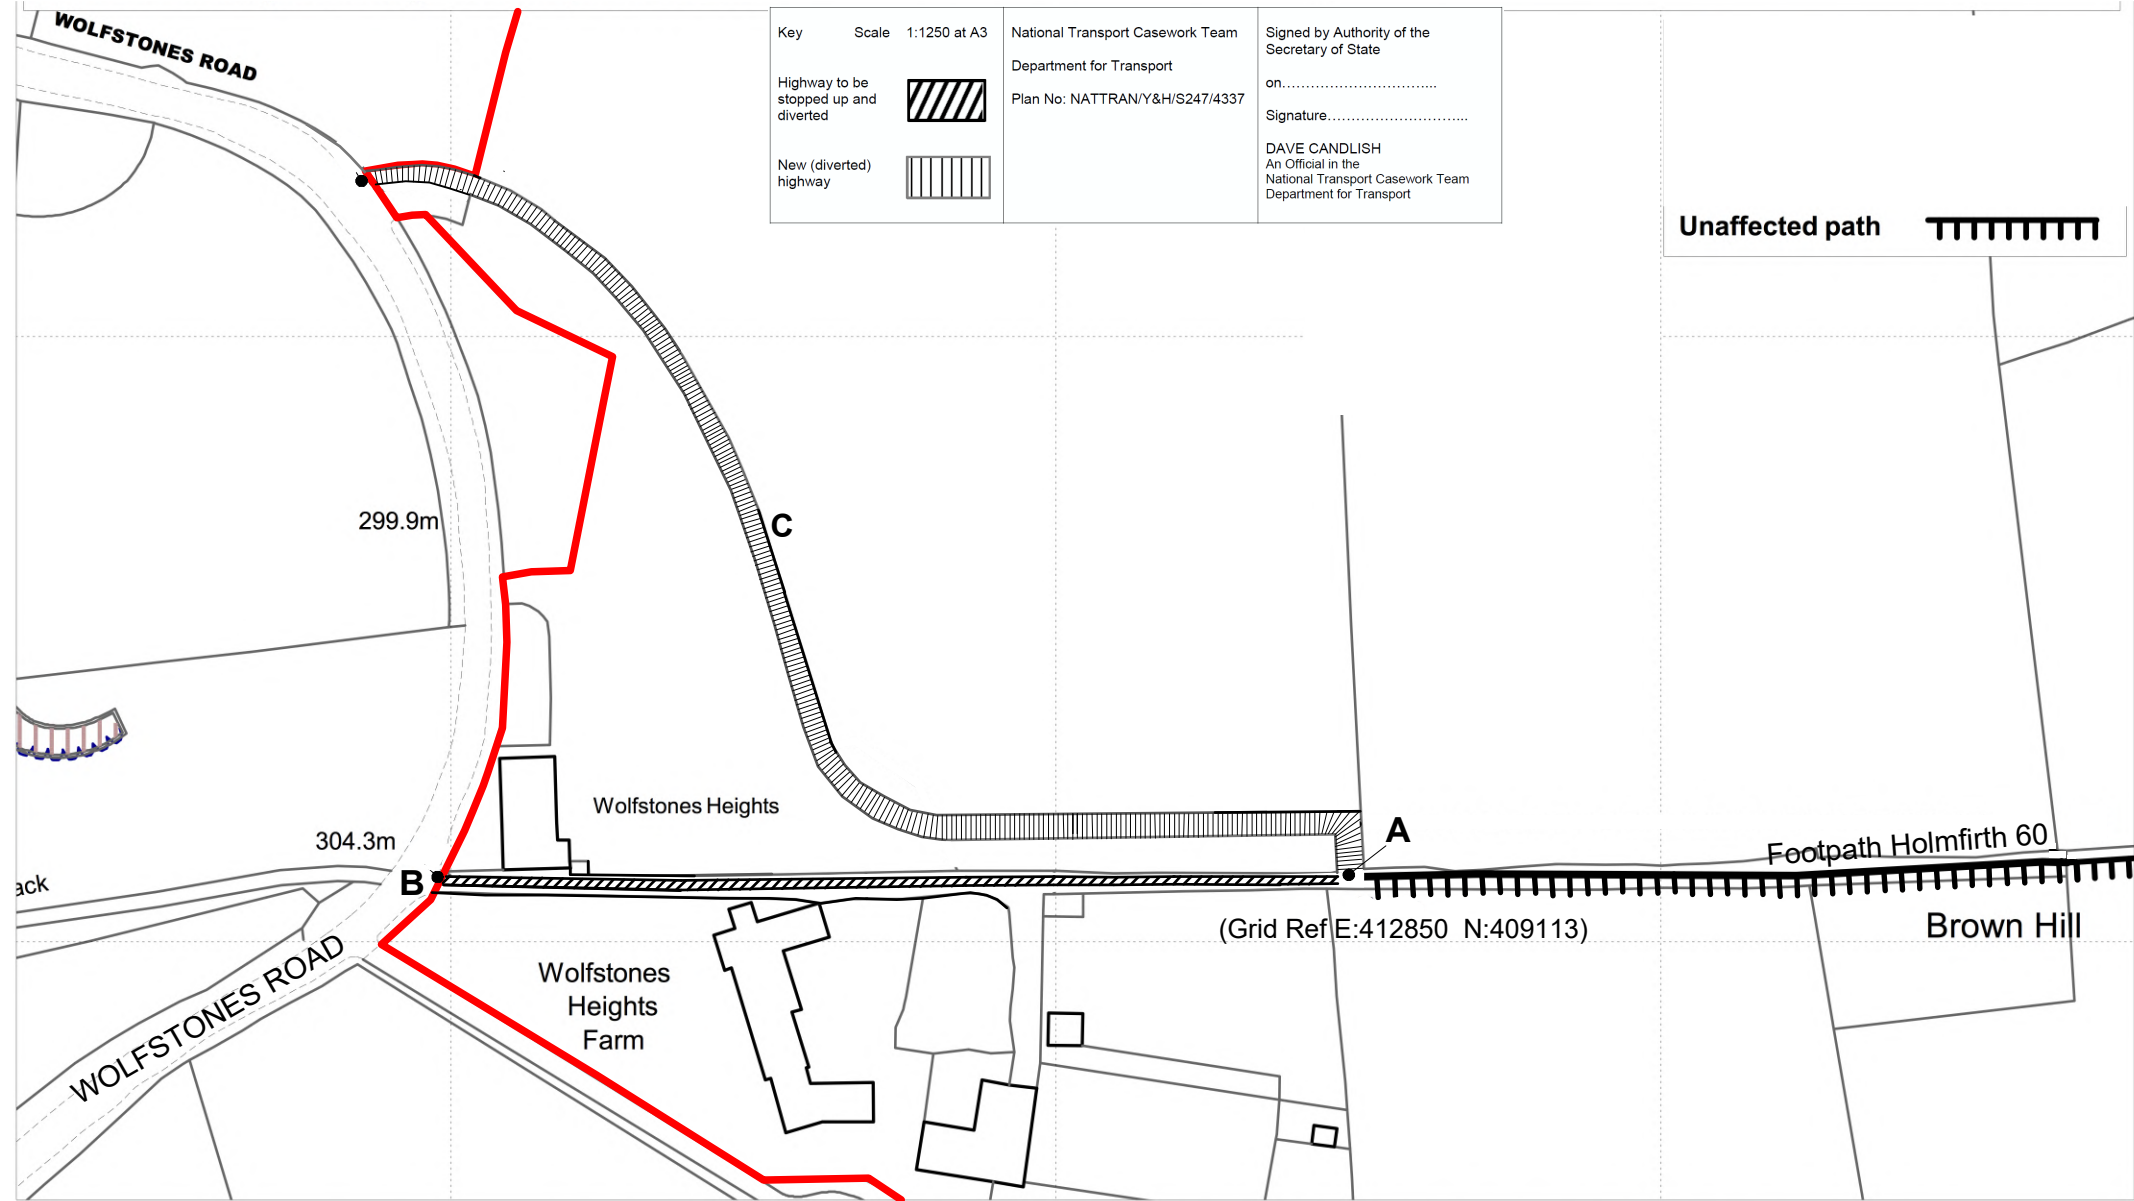 WOLFSTONES ROAD
Key Scale 1:1250 at A3
Highway to be
stopped up and
diverted
New (diverted)
highway
National Transport Casework Team
Department for Transport
Plan No: NATTRAN/Y&H/S247/4337
Signed by Authority of the
Secretary of State
on................................
Signature...............................
DAVE CANDLISH
An Official in the
National Transport Casework Team
Department for Transport
Unaffected path
C
299.9m
Wolfstones Heights
304.3m
A
Footpath Holmfirth 60
B
ack
(Grid Ref E:412850 N:409113)
Brown Hill
WOLFSTONES ROAD
Wolfstones
Heights
Farm